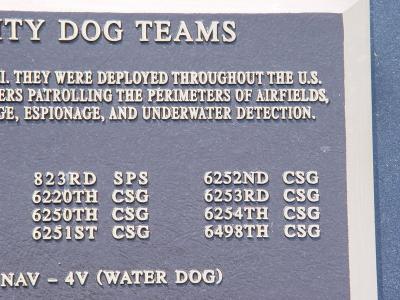 ITY DOG TEAMS
I. THEY WERE DEPLOYED THROUGHOUT THE U.S.
ERS PATROLLING THE PERIMETERS OF AIRFIELDS,
GE, ESPIONAGE, AND UNDERWATER DETECTION.
823RD SPS 6252ND CSG
6220TH CSG 6253RD CSG
6250TH CSG 6254TH CSG
6251ST CSG 6498TH CSG
NAV – 4V (WATER DOG)